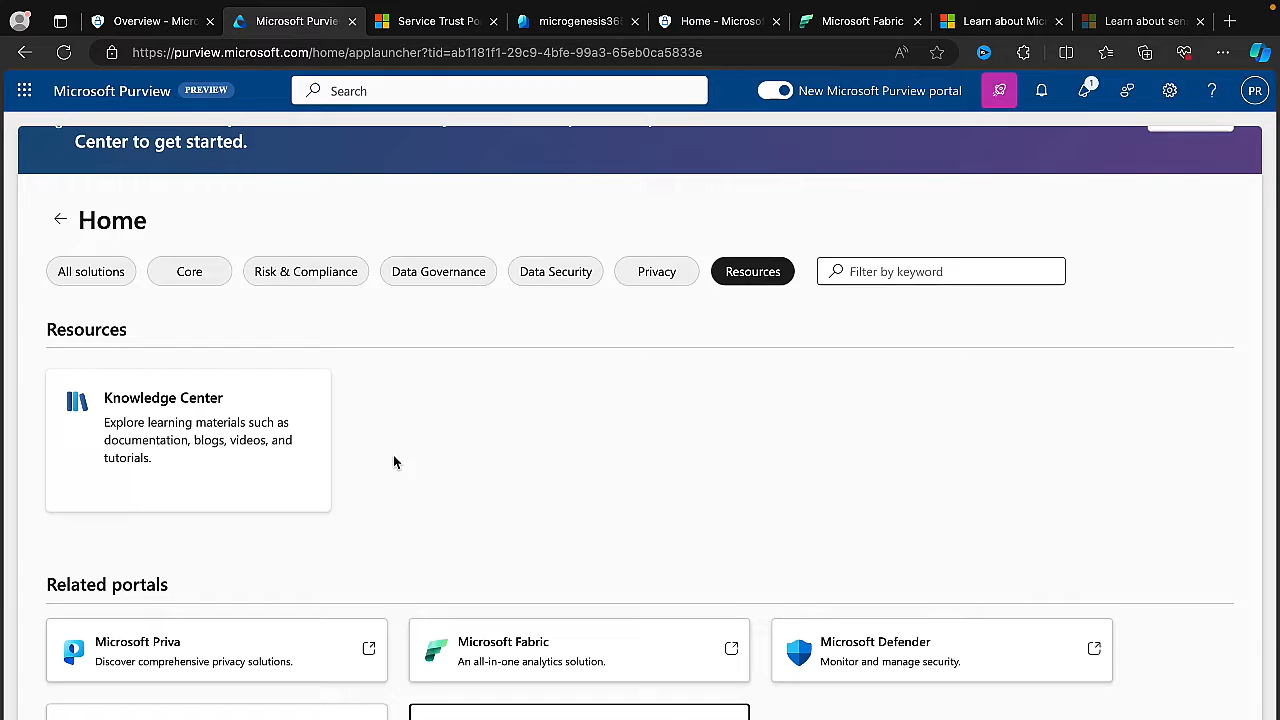 Overview - Micro
Microsoft Purvie
Service Trust Po
microgenesis365
Home - Microsof
Microsoft Fabric
Learn about Mic
Learn about sen
https://purview.microsoft.com/home/applauncher?tid=ab1181f1-29c9-4bfe-99a3-65eb0ca5833e
Microsoft Purview PREVIEW
Search
New Microsoft Purview portal
1
?
PR
Center to get started.
Home
All solutions
Core
Risk & Compliance
Data Governance
Data Security
Privacy
Resources
Filter by keyword
Resources
Knowledge Center
Explore learning materials such as
documentation, blogs, videos, and
tutorials.
Related portals
Microsoft Priva
Discover comprehensive privacy solutions.
Microsoft Fabric
An all-in-one analytics solution.
Microsoft Defender
Monitor and manage security.